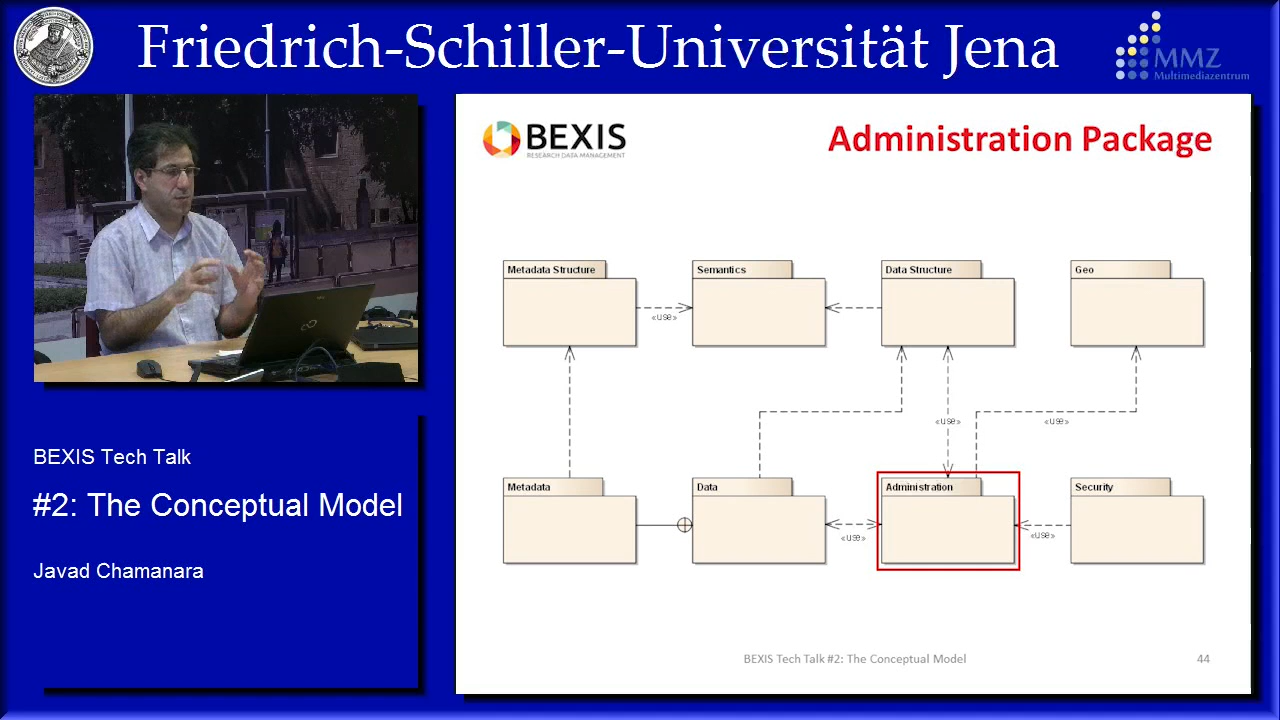 Friedrich-Schiller-Universität Jena
MMZ
Multimediazentrum
BEXIS
RESEARCH DATA MANAGEMENT
Administration Package
Metadata Structure
Semantics
Data Structure
Geo
«use»
«use»
«use»
Metadata
Data
Administration
Security
«use»
«use»
BEXIS Tech Talk
#2: The Conceptual Model
Javad Chamanara
BEXIS Tech Talk #2: The Conceptual Model
44